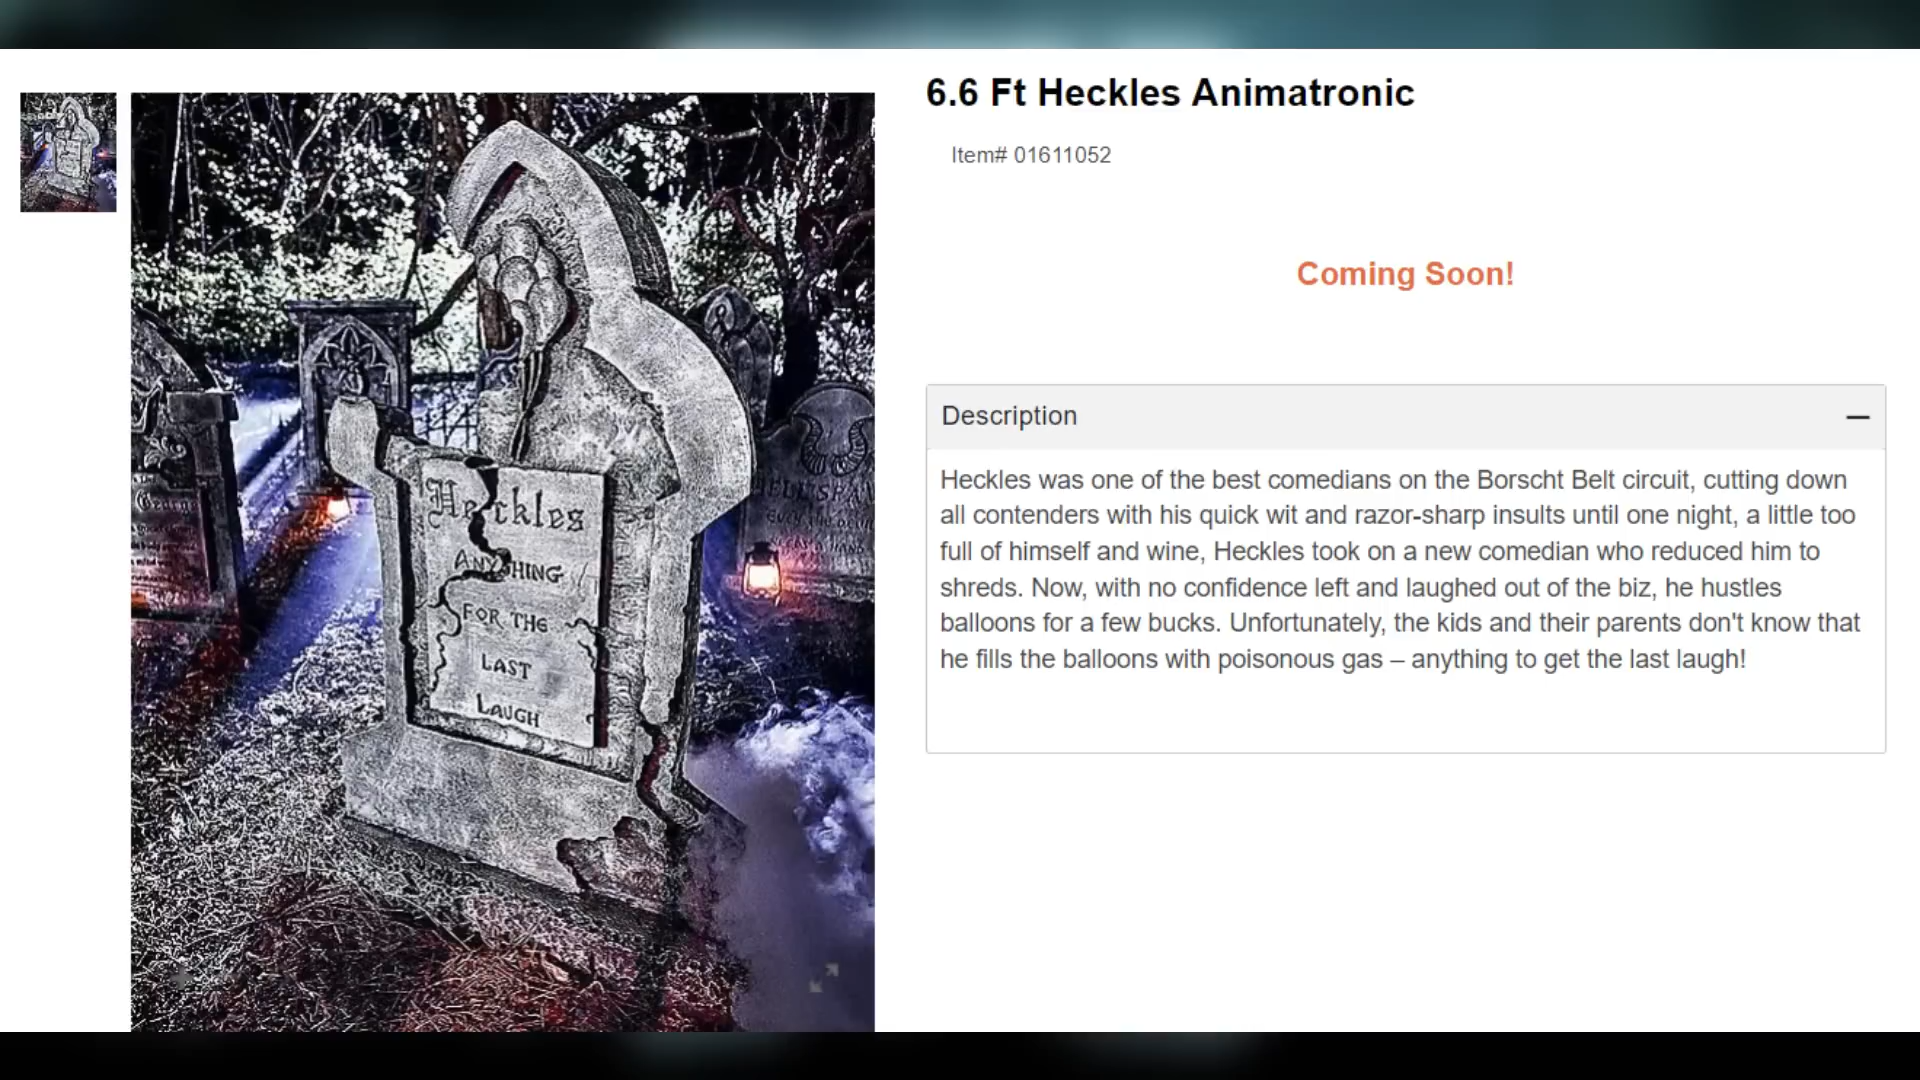 6.6 Ft Heckles Animatronic
Item# 01611052
Coming Soon!
Description
Heckles was one of the best comedians on the Borscht Belt circuit, cutting down
all contenders with his quick wit and razor-sharp insults until one night, a little too
full of himself and wine, Heckles took on a new comedian who reduced him to
shreds. Now, with no confidence left and laughed out of the biz, he hustles
balloons for a few bucks. Unfortunately, the kids and their parents don't know that
he fills the balloons with poisonous gas – anything to get the last laugh!
Heckles
ANYTHING
FOR THE
LAST
LAUGH
George